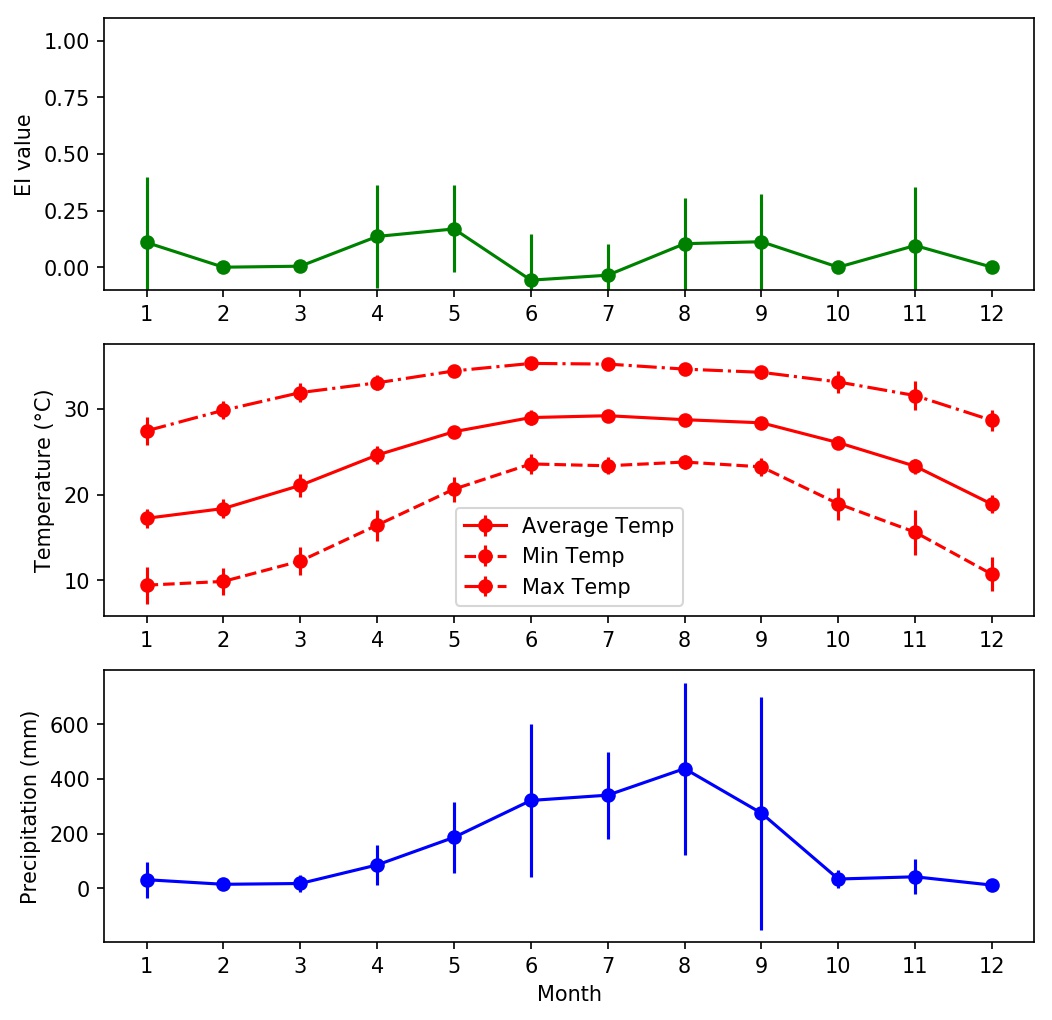 EI value
1.00
0.75
0.50
0.25
0.00
1 2 3 4 5 6 7 8 9 10 11 12
Temperature (°C)
30
20
10
Average Temp
Min Temp
Max Temp
1 2 3 4 5 6 7 8 9 10 11 12
Precipitation (mm)
600
400
200
0
1 2 3 4 5 6 7 8 9 10 11 12
Month